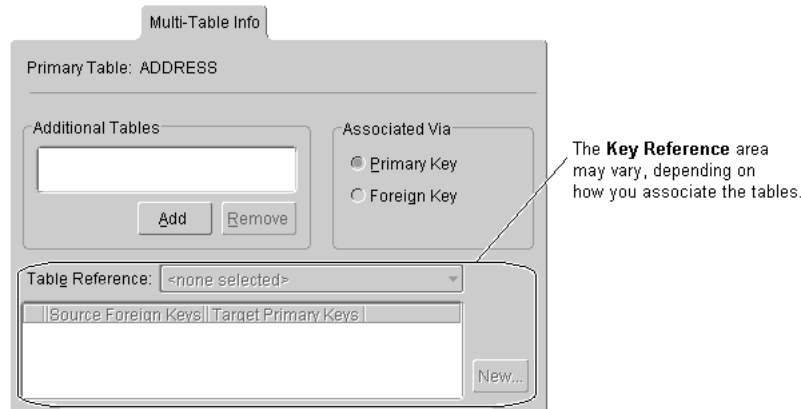 Multi-Table Info
Primary Table: ADDRESS
Additional Tables
Add
Remove
Associated Via
Primary Key
Foreign Key
The Key Reference area
may vary, depending on
how you associate the tables.
Table Reference: <none selected>
Source Foreign Keys Target Primary Keys
New...